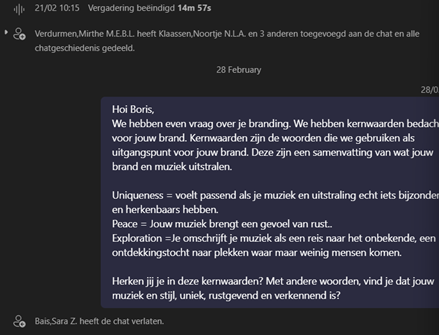 21/02 10:15 Vergadering beëindigd 14m 57s
Verdurmen,Mirthe M.E.B.L. heeft Klaassen,Noortje N.L.A. en 3 anderen toegevoegd aan de chat en alle
chatgeschiedenis gedeeld.
28 February
28/0
Hoi Boris,
We hebben even vraag over je branding. We hebben kernwaarden bedach
voor jouw brand. Kernwaarden zijn de woorden die we gebruiken als
uitgangspunt voor jouw brand. Deze zijn een samenvatting van wat jouw
brand en muziek uitstralen.
Uniqueness = voelt passend als je muziek en uitstraling echt iets bijzonder
en herkenbaars hebben.
Peace = Jouw muziek brengt een gevoel van rust..
Exploration =Je omschrijft je muziek als een reis naar het onbekende, een
ontdekkingstocht naar plekken waar maar weinig mensen komen.
Herken jij je in deze kernwaarden? Met andere woorden, vind je dat jouw
muziek en stijl, uniek, rustgevend en verkennend is?
Bais,Sara Z. heeft de chat verlaten.